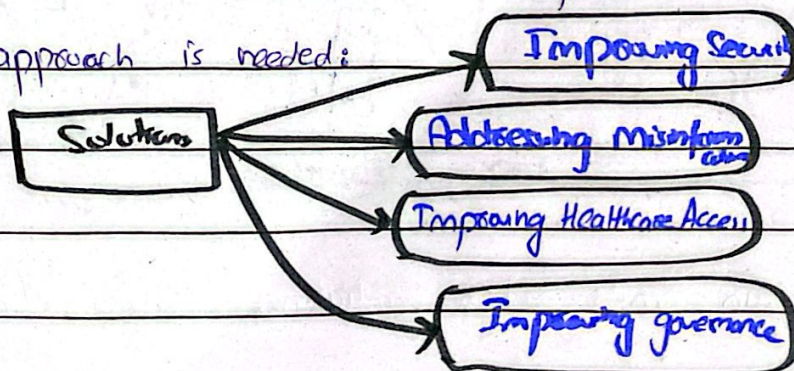 approach is needed:
Improving Securit
Solutions
Addressing Misinform
ation
Improving Healthcare Access
Improving governance